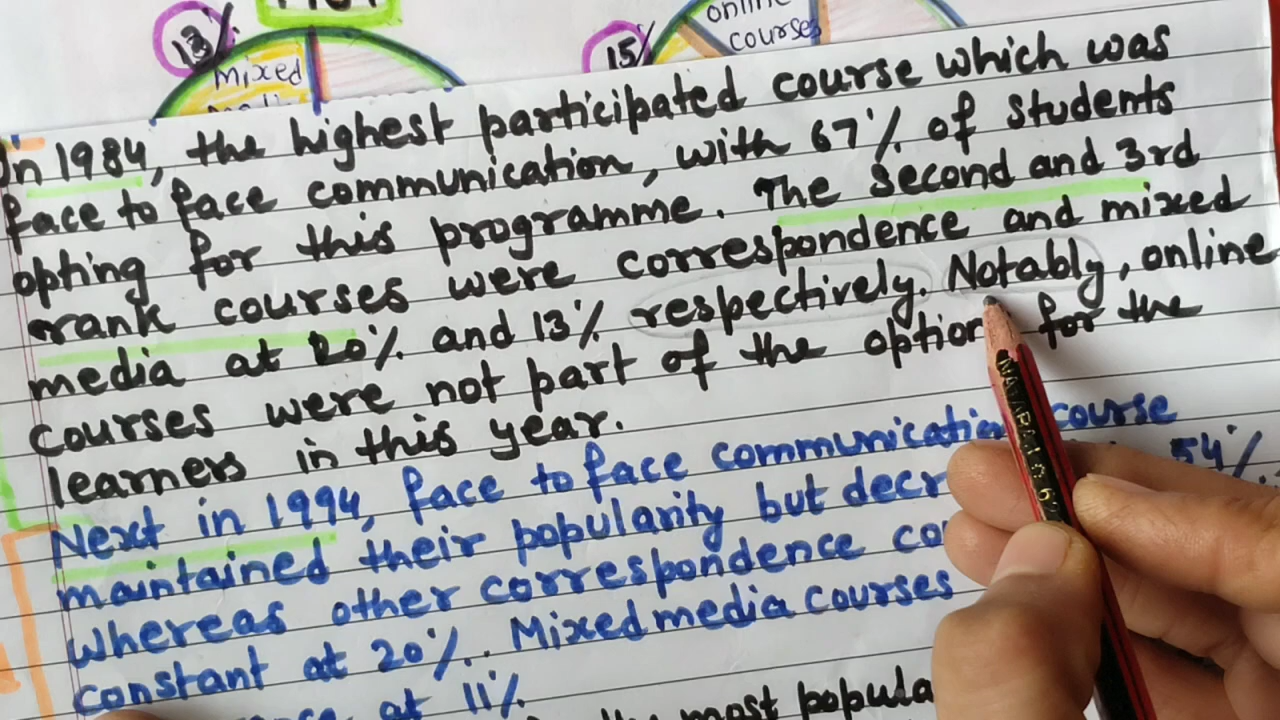 13%
mixed
15%
online
courses
In 1984, the highest participated course which was
face to face communication, with 67% of students
opting for this programme. The second and 3rd
rank courses were correspondence and mixed
media at 20% and 13% respectively. Notably, online
courses were not part of the option for the
learners in this year.
Next in 1994, face to face communication course
maintained their popularity but decr 54%
whereas other correspondence co
constant at 20%. Mixed media courses
at 11%
most popula